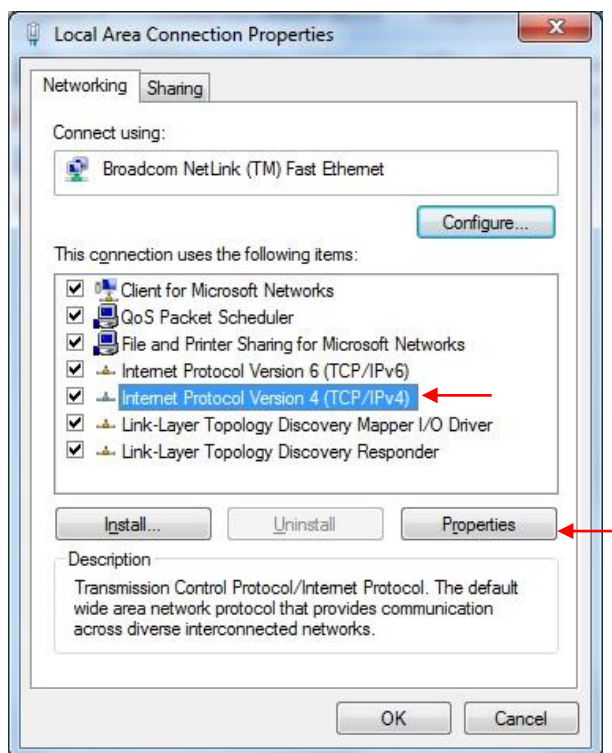 Local Area Connection Properties
Networking
Sharing
Connect using:
Broadcom NetLink (TM) Fast Ethernet
Configure...
This connection uses the following items:
Client for Microsoft Networks
QoS Packet Scheduler
File and Printer Sharing for Microsoft Networks
Internet Protocol Version 6 (TCP/IPv6)
Internet Protocol Version 4 (TCP/IPv4)
Link-Layer Topology Discovery Mapper I/O Driver
Link-Layer Topology Discovery Responder
Install...
Uninstall
Properties
Description
Transmission Control Protocol/Internet Protocol. The default
wide area network protocol that provides communication
across diverse interconnected networks.
OK
Cancel